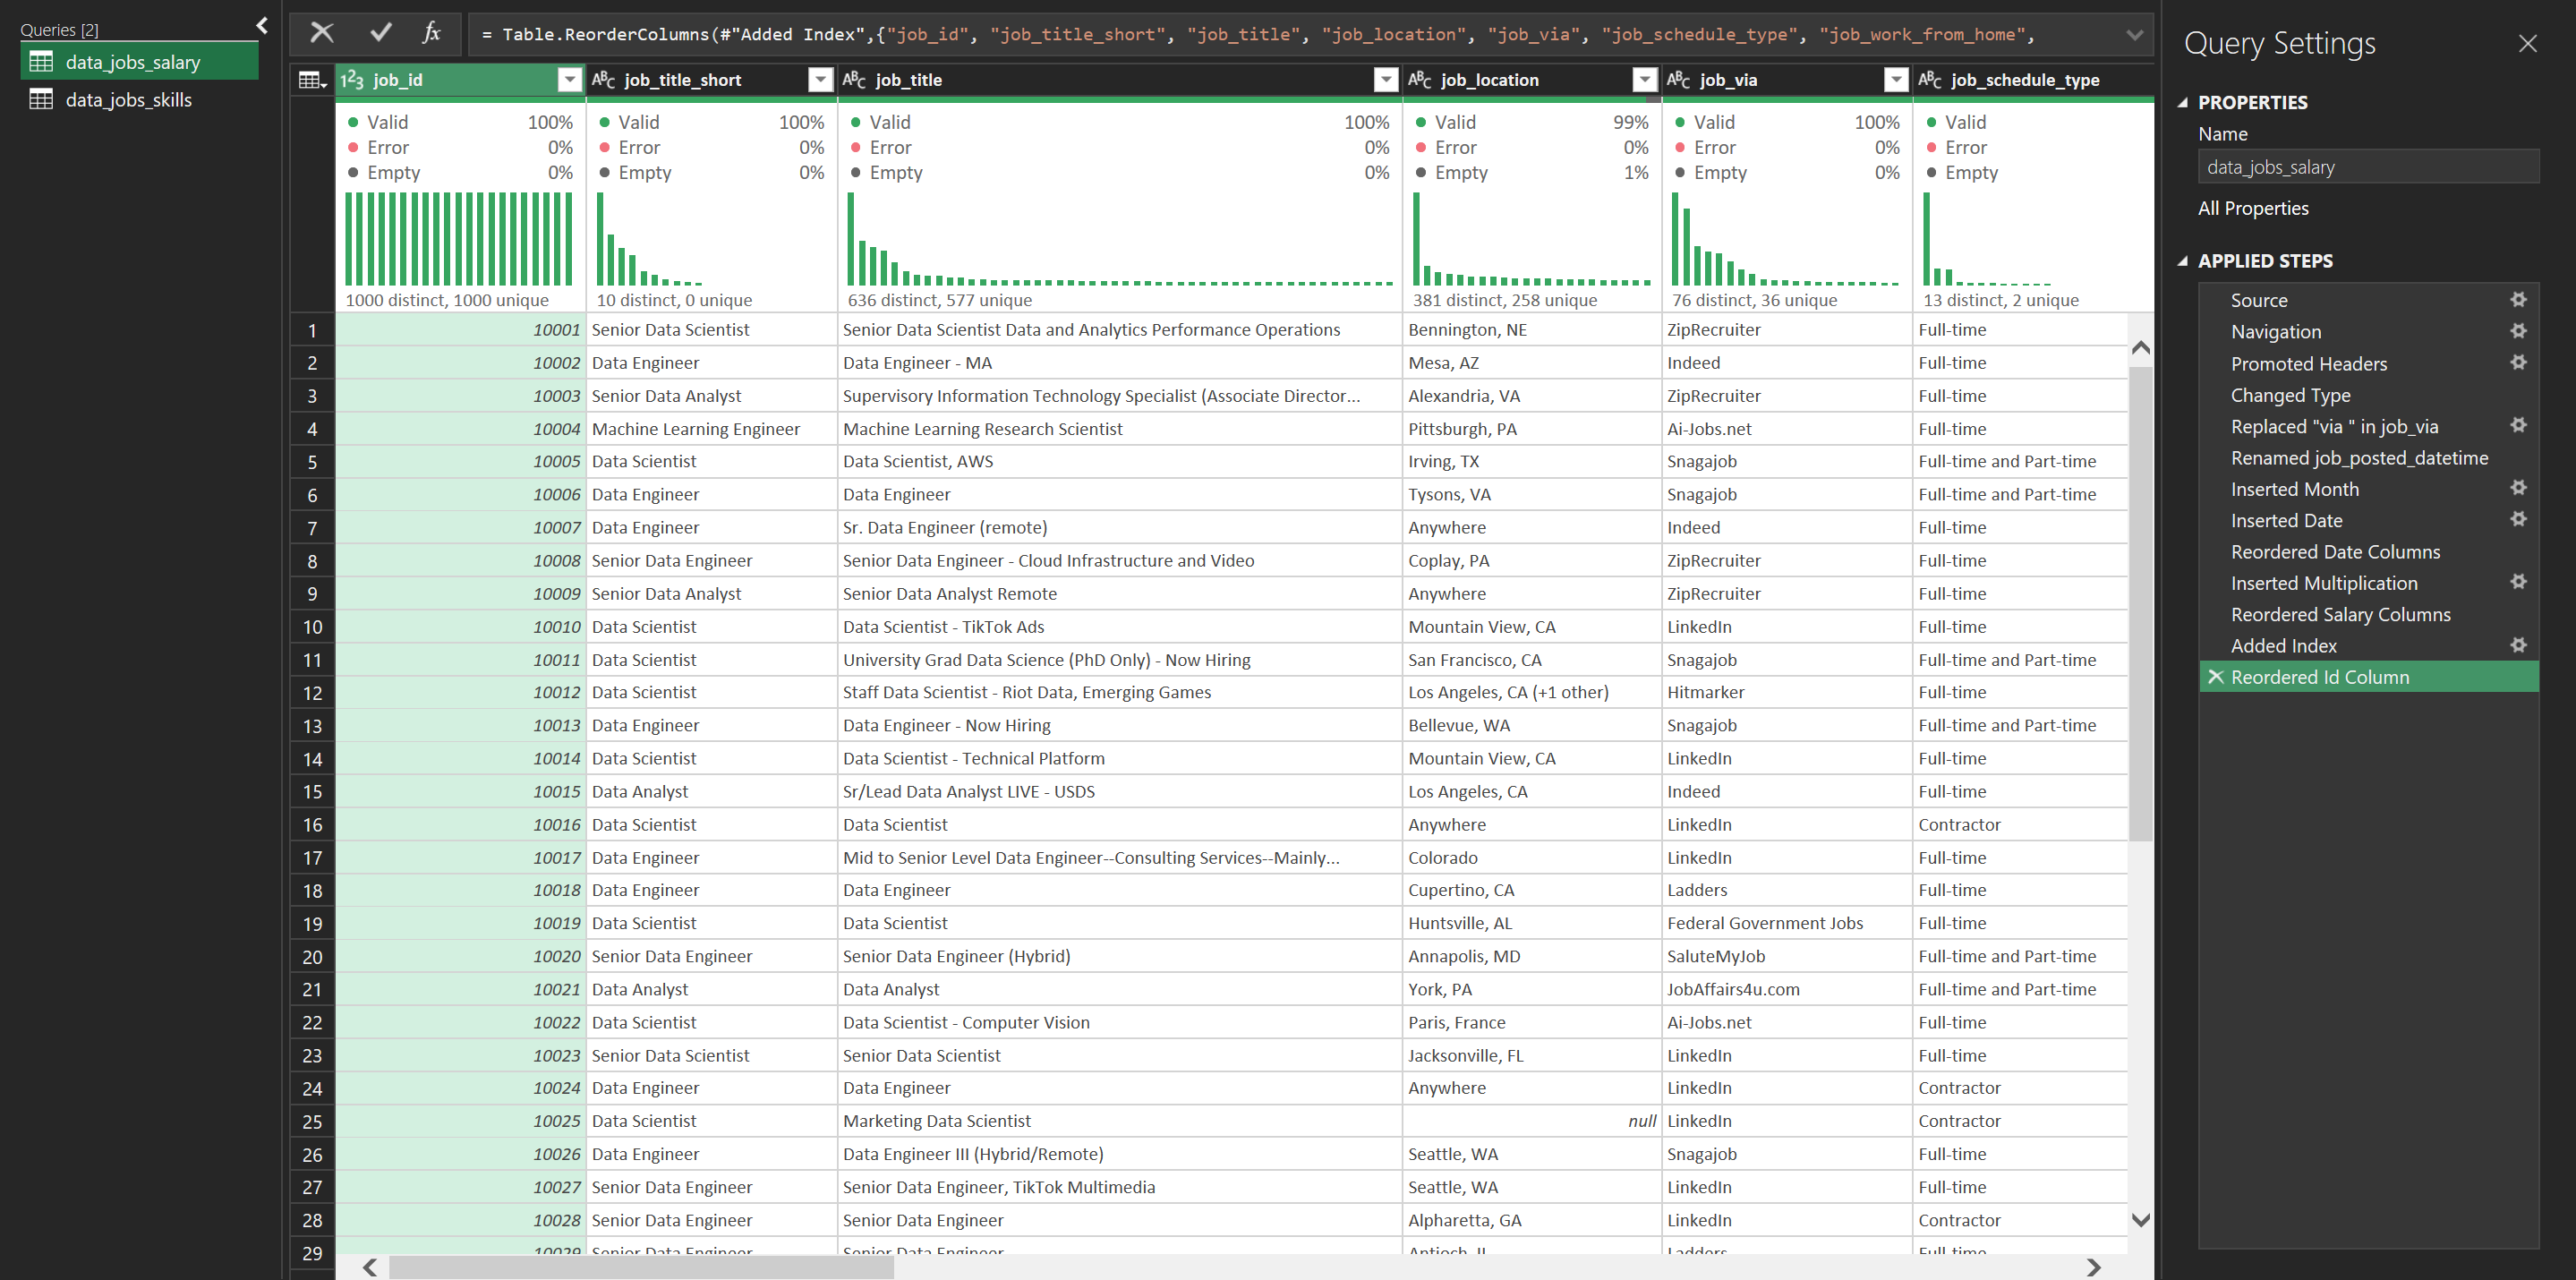 Queries [2]
data_jobs_salary
data_jobs_skills
fx
= Table.ReorderColumns(#"Added Index",{"job_id", "job_title_short", "job_title", "job_location", "job_via", "job_schedule_type", "job_work_from_home",
123 job_id ABC job_title_short ABC job_title ABC job_location ABC job_via ABC job_schedule_type
Valid 100% Valid 100% Valid 100% Valid 99% Valid 100% Valid
Error 0% Error 0% Error 0% Error 0% Error 0% Error
Empty 0% Empty 0% Empty 0% Empty 1% Empty 0% Empty
1000 distinct, 1000 unique 10 distinct, 0 unique 636 distinct, 577 unique 381 distinct, 258 unique 76 distinct, 36 unique 13 distinct, 2 unique
1 10001 Senior Data Scientist Senior Data Scientist Data and Analytics Performance Operations Bennington, NE ZipRecruiter Full-time
2 10002 Data Engineer Data Engineer - MA Mesa, AZ Indeed Full-time
3 10003 Senior Data Analyst Supervisory Information Technology Specialist (Associate Director... Alexandria, VA ZipRecruiter Full-time
4 10004 Machine Learning Engineer Machine Learning Research Scientist Pittsburgh, PA Ai-Jobs.net Full-time
5 10005 Data Scientist Data Scientist, AWS Irving, TX Snagajob Full-time and Part-time
6 10006 Data Engineer Data Engineer Tysons, VA Snagajob Full-time and Part-time
7 10007 Data Engineer Sr. Data Engineer (remote) Anywhere Indeed Full-time
8 10008 Senior Data Engineer Senior Data Engineer - Cloud Infrastructure and Video Coplay, PA ZipRecruiter Full-time
9 10009 Senior Data Analyst Senior Data Analyst Remote Anywhere ZipRecruiter Full-time
10 10010 Data Scientist Data Scientist - TikTok Ads Mountain View, CA LinkedIn Full-time
11 10011 Data Scientist University Grad Data Science (PhD Only) - Now Hiring San Francisco, CA Snagajob Full-time and Part-time
12 10012 Data Scientist Staff Data Scientist - Riot Data, Emerging Games Los Angeles, CA (+1 other) Hitmarker Full-time
13 10013 Data Engineer Data Engineer - Now Hiring Bellevue, WA Snagajob Full-time and Part-time
14 10014 Data Scientist Data Scientist - Technical Platform Mountain View, CA LinkedIn Full-time
15 10015 Data Analyst Sr/Lead Data Analyst LIVE - USDS Los Angeles, CA Indeed Full-time
16 10016 Data Scientist Data Scientist Anywhere LinkedIn Contractor
17 10017 Data Engineer Mid to Senior Level Data Engineer--Consulting Services--Mainly... Colorado LinkedIn Full-time
18 10018 Data Engineer Data Engineer Cupertino, CA Ladders Full-time
19 10019 Data Scientist Data Scientist Huntsville, AL Federal Government Jobs Full-time
20 10020 Senior Data Engineer Senior Data Engineer (Hybrid) Annapolis, MD SaluteMyJob Full-time and Part-time
21 10021 Data Analyst Data Analyst York, PA JobAffairs4u.com Full-time and Part-time
22 10022 Data Scientist Data Scientist - Computer Vision Paris, France Ai-Jobs.net Full-time
23 10023 Senior Data Scientist Senior Data Scientist Jacksonville, FL LinkedIn Full-time
24 10024 Data Engineer Data Engineer Anywhere LinkedIn Contractor
25 10025 Data Scientist Marketing Data Scientist null LinkedIn Contractor
26 10026 Data Engineer Data Engineer III (Hybrid/Remote) Seattle, WA Snagajob Full-time
27 10027 Senior Data Engineer Senior Data Engineer, TikTok Multimedia Seattle, WA LinkedIn Full-time
28 10028 Senior Data Engineer Senior Data Engineer Alpharetta, GA LinkedIn Contractor
29 10029 Senior Data Engineer Senior Data Engineer Antioch, IL Ladders Full-time
Query Settings
PROPERTIES
Name
data_jobs_salary
All Properties
APPLIED STEPS
Source
Navigation
Promoted Headers
Changed Type
Replaced "via " in job_via
Renamed job_posted_datetime
Inserted Month
Inserted Date
Reordered Date Columns
Inserted Multiplication
Reordered Salary Columns
Added Index
Reordered Id Column